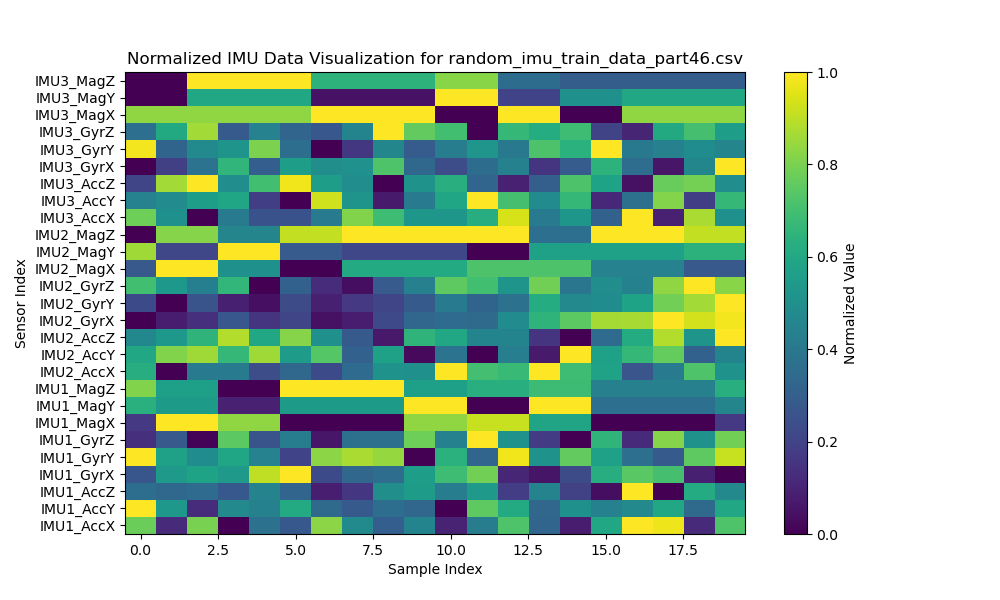 Normalized IMU Data Visualization for random_imu_train_data_part46.csv
IMU3_MagZ
IMU3_MagY
IMU3_MagX
IMU3_GyrZ
IMU3_GyrY
IMU3_GyrX
IMU3_AccZ
IMU3_AccY
IMU3_AccX
IMU2_MagZ
IMU2_MagY
IMU2_MagX
IMU2_GyrZ
IMU2_GyrY
IMU2_GyrX
IMU2_AccZ
IMU2_AccY
IMU2_AccX
IMU1_MagZ
IMU1_MagY
IMU1_MagX
IMU1_GyrZ
IMU1_GyrY
IMU1_GyrX
IMU1_AccZ
IMU1_AccY
IMU1_AccX
Sensor Index
0.0 2.5 5.0 7.5 10.0 12.5 15.0 17.5
Sample Index
1.0
0.8
0.6
0.4
0.2
0.0
Normalized Value